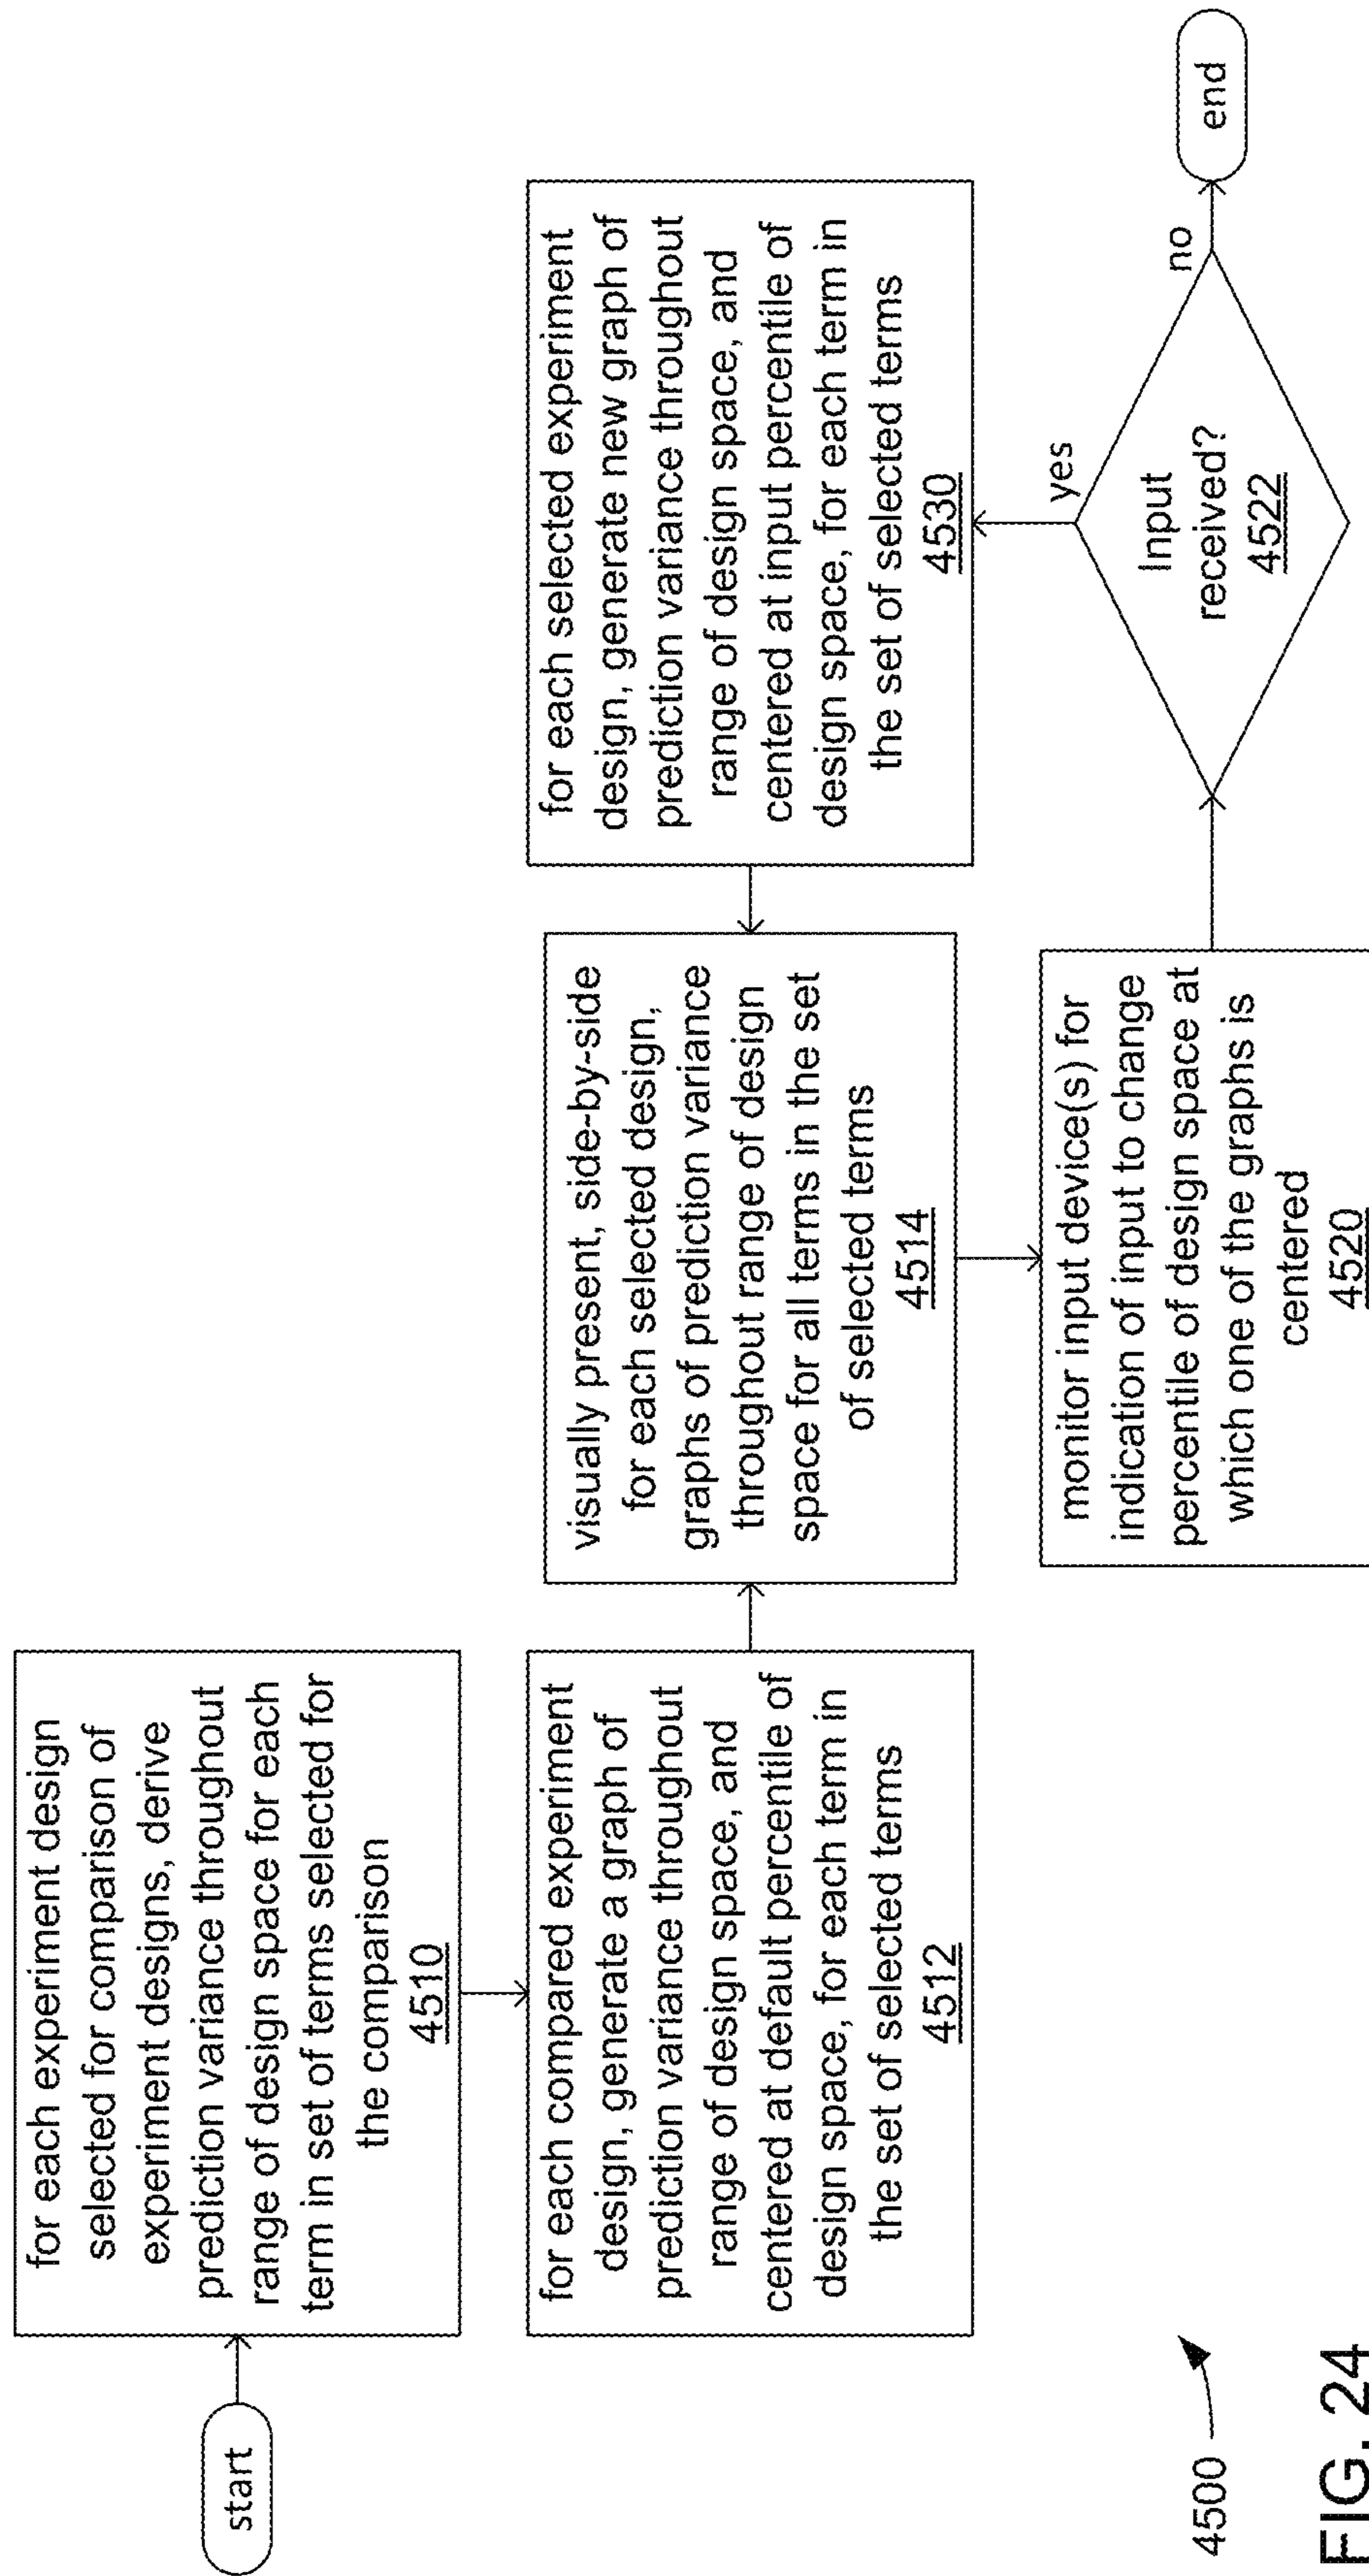 start
for each experiment design
selected for comparison of
experiment designs, derive
prediction variance throughout
range of design space for each
term in set of terms selected for
the comparison
4510
for each compared experiment
design, generate a graph of
prediction variance throughout
range of design space, and
centered at default percentile of
design space, for each term in
the set of selected terms
4512
visually present, side-by-side
for each selected design,
graphs of prediction variance
throughout range of design
space for all terms in the set
of selected terms
4514
for each selected experiment
design, generate new graph of
prediction variance throughout
range of design space, and
centered at input percentile of
design space, for each term in
the set of selected terms
4530
monitor input device(s) for
indication of input to change
percentile of design space at
which one of the graphs is
centered
4520
yes
Input
received?
4522
no
end
4500
FIG. 24